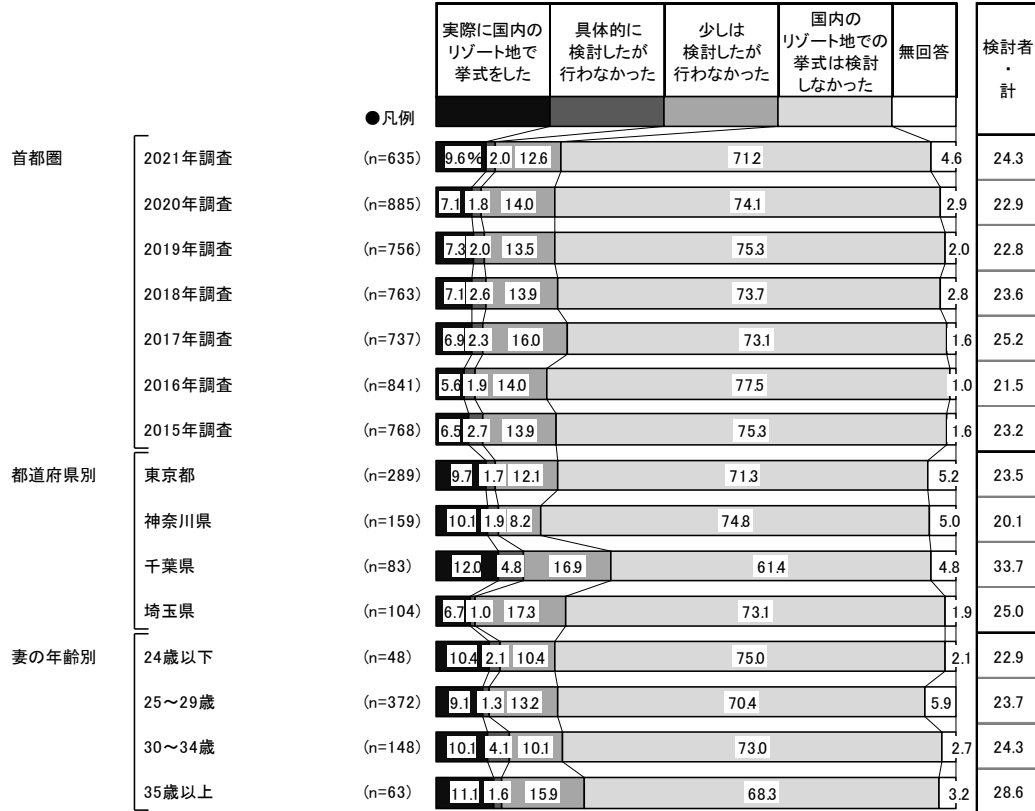 実際に国内の
リゾート地で
挙式をした
具体的に
検討したが
行わなかった
少しは
検討したが
行わなかった
国内の
リゾート地での
挙式は検討
しなかった
無回答
検討者
・
計
●凡例
首都圏 2021年調査 (n=635) 9.6% 2.0 12.6 71.2 4.6 24.3
2020年調査 (n=885) 7.1 1.8 14.0 74.1 2.9 22.9
2019年調査 (n=756) 7.3 2.0 13.5 75.3 2.0 22.8
2018年調査 (n=763) 7.1 2.6 13.9 73.7 2.8 23.6
2017年調査 (n=737) 6.9 2.3 16.0 73.1 1.6 25.2
2016年調査 (n=841) 5.6 1.9 14.0 77.5 1.0 21.5
2015年調査 (n=768) 6.5 2.7 13.9 75.3 1.6 23.2
都道府県別 東京都 (n=289) 9.7 1.7 12.1 71.3 5.2 23.5
神奈川県 (n=159) 10.1 1.9 8.2 74.8 5.0 20.1
千葉県 (n=83) 12.0 4.8 16.9 61.4 4.8 33.7
埼玉県 (n=104) 6.7 1.0 17.3 73.1 1.9 25.0
妻の年齢別 24歳以下 (n=48) 10.4 2.1 10.4 75.0 2.1 22.9
25～29歳 (n=372) 9.1 1.3 13.2 70.4 5.9 23.7
30～34歳 (n=148) 10.1 4.1 10.1 73.0 2.7 24.3
35歳以上 (n=63) 11.1 1.6 15.9 68.3 3.2 28.6